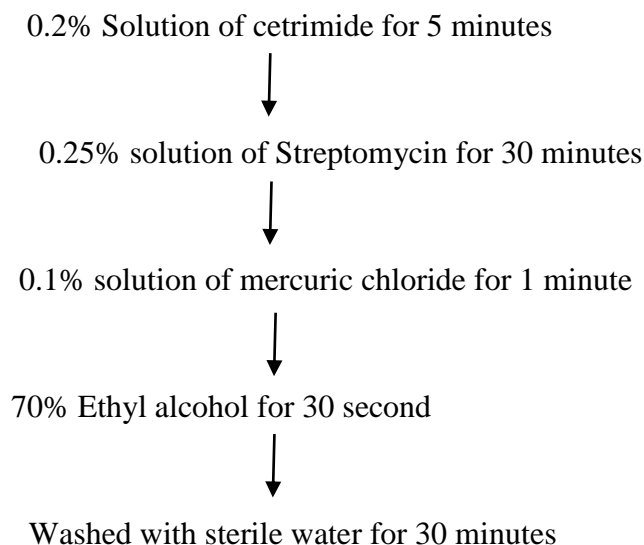 0.2% Solution of cetrimide for 5 minutes
0.25% solution of Streptomycin for 30 minutes
0.1% solution of mercuric chloride for 1 minute
70% Ethyl alcohol for 30 second
Washed with sterile water for 30 minutes